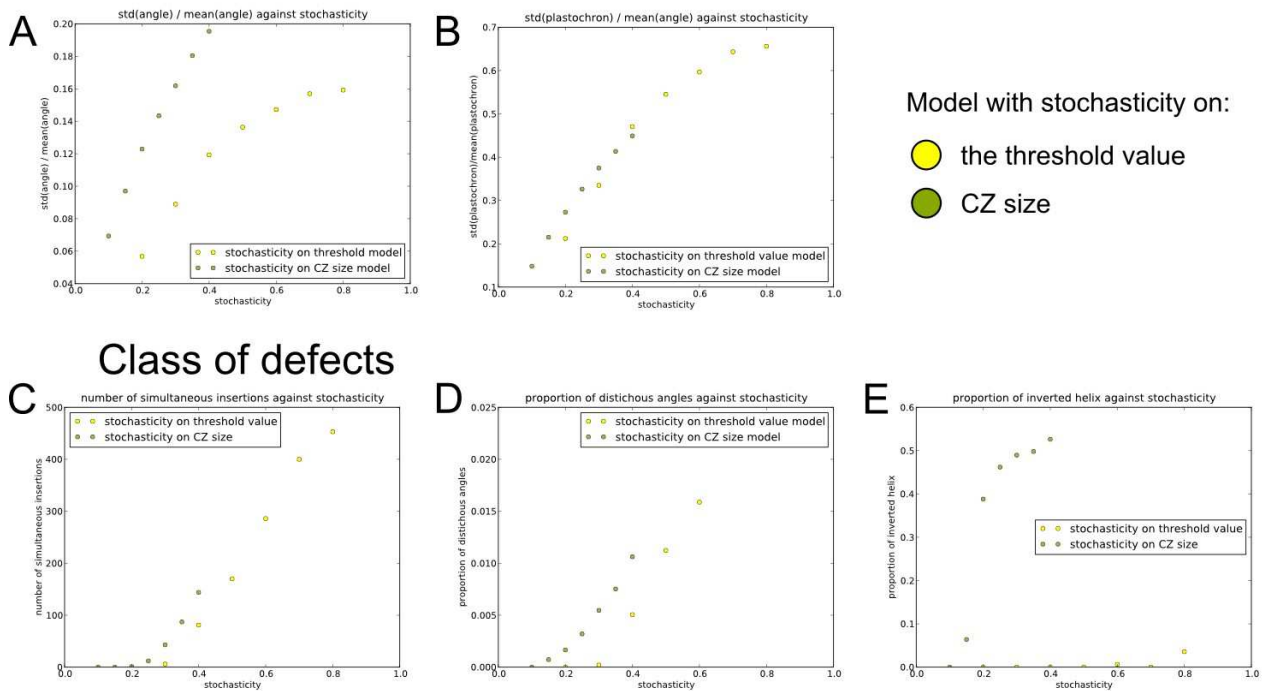 A
std(angle) / mean(angle) against stochasticity
0.20
0.18
0.16
0.14
0.12
0.10
0.08
0.06
0.04
std(angle) / mean(angle)
stochasticity on threshold model
stochasticity on CZ size model
0.0 0.2 0.4 0.6 0.8 1.0
stochasticity
B
std(plastochron) / mean(angle) against stochasticity
0.7
0.6
0.5
0.4
0.3
0.2
0.1
std(plastochron)/mean(plastochron)
stochasticity on threshold value model
stochasticity on CZ size model
0.0 0.2 0.4 0.6 0.8 1.0
stochasticity
Model with stochasticity on:
the threshold value
CZ size
Class of defects
C
number of simultaneous insertions against stochasticity
500
400
300
200
100
0
number of simultaneous insertions
stochasticity on threshold value
stochasticity on CZ size
0.0 0.2 0.4 0.6 0.8 1.0
stochasticity
D
proportion of distichous angles against stochasticity
0.025
0.020
0.015
0.010
0.005
0.000
proportion of distichous angles
stochasticity on threshold value model
stochasticity on CZ size model
0.0 0.2 0.4 0.6 0.8 1.0
stochasticity
E
proportion of inverted helix against stochasticity
0.6
0.5
0.4
0.3
0.2
0.1
0.0
proportion of inverted helix
stochasticity on threshold value
stochasticity on CZ size
0.0 0.2 0.4 0.6 0.8 1.0
stochasticity